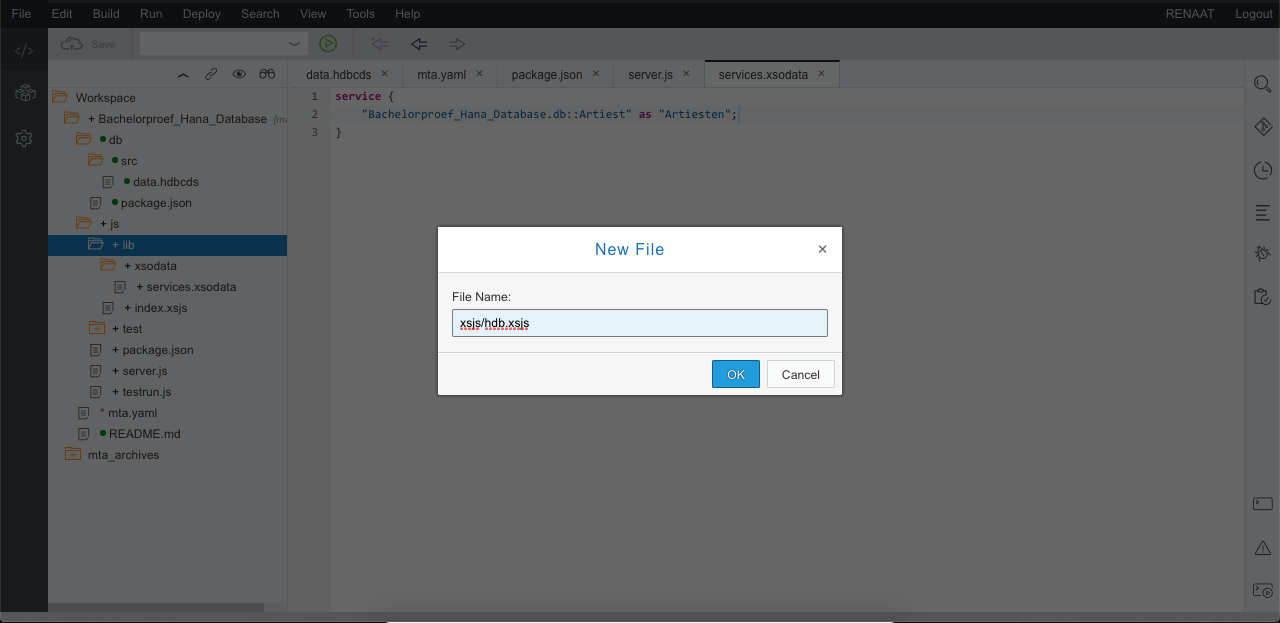 File Edit Build Run Deploy Search View Tools Help RENAAT Logout
Save
data.hdbcds × mta.yaml × package.json × server.js × services.xsodata ×
Workspace
+ Bachelorproef_Hana_Database
db
src
data.hdbcds
package.json
+ js
+ lib
+ xsodata
+ services.xsodata
+ index.xsjs
+ test
+ package.json
+ server.js
+ testrun.js
* mta.yaml
README.md
mta_archives
1 service {
2 "Bachelorproef_Hana_Database.db::Artiest" as "Artiesten";
3 }
New File ×
File Name:
xsjs/hdb.xsjs
OK Cancel